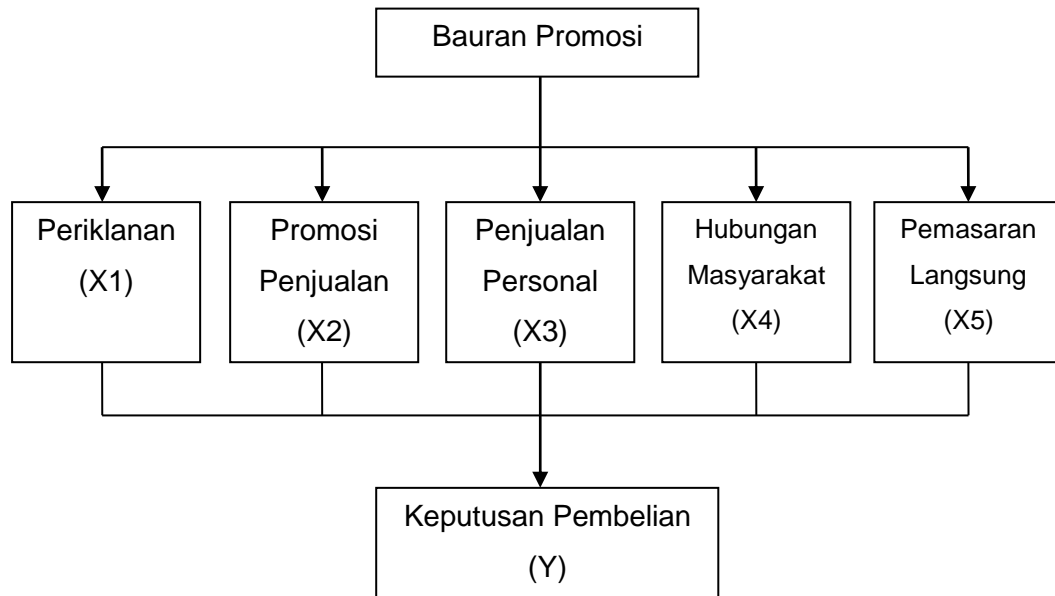 Bauran Promosi
Periklanan
(X1)
Promosi
Penjualan
(X2)
Penjualan
Personal
(X3)
Hubungan
Masyarakat
(X4)
Pemasaran
Langsung
(X5)
Keputusan Pembelian
(Y)